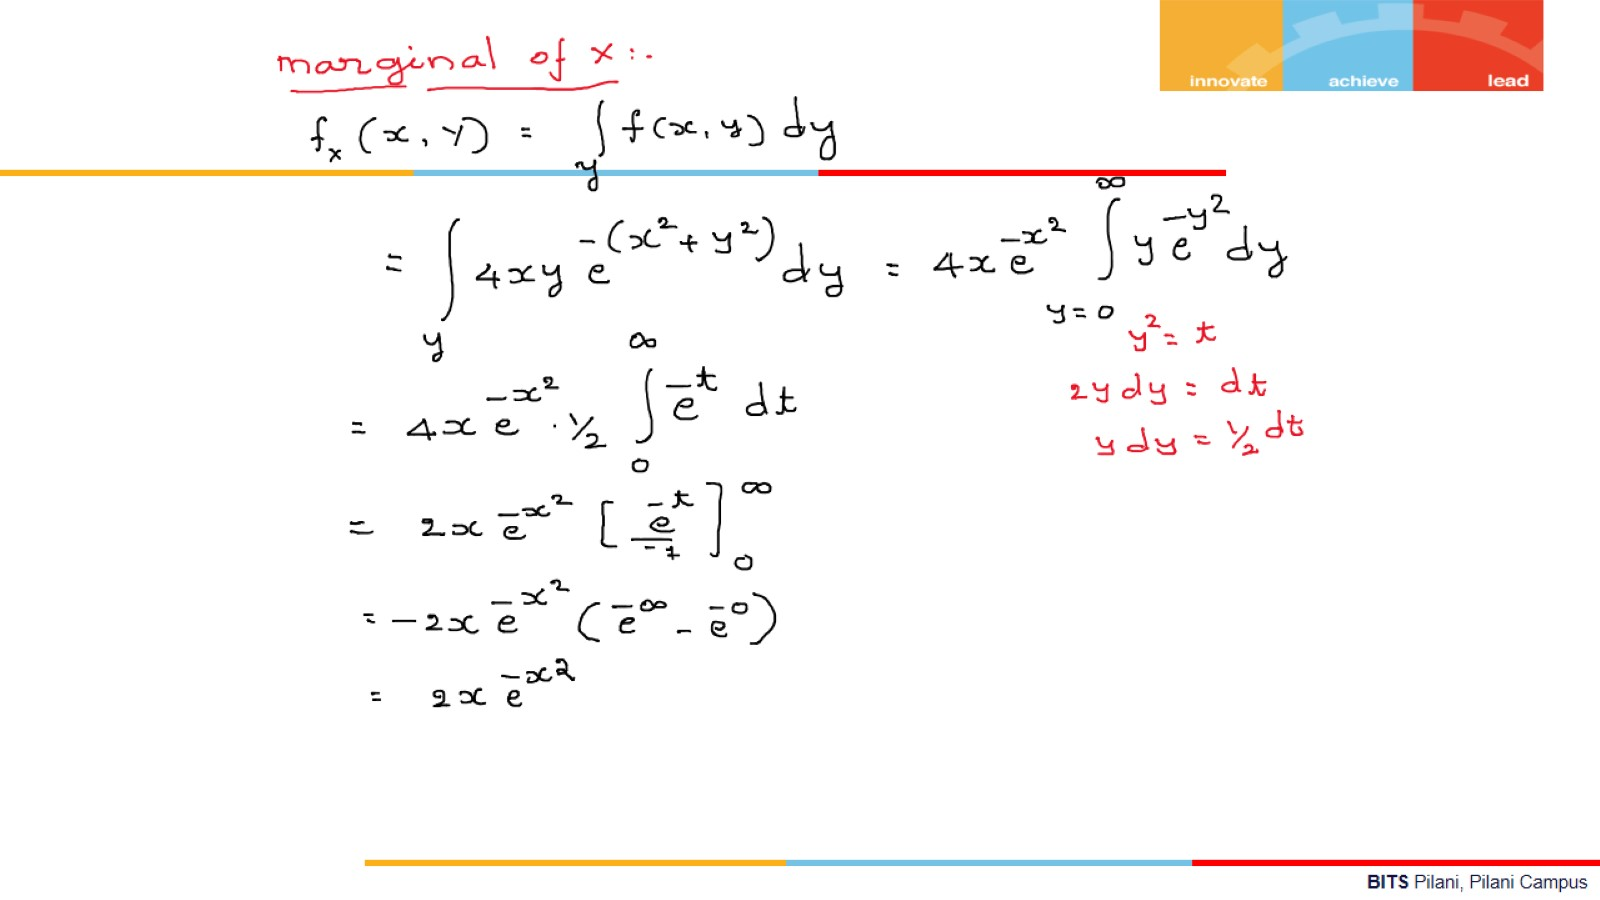 innovate achieve lead
marginal of x :-
fₓ (x, Y) = ∫_y f(x, y) dy
= ∫_y 4xy e^{-(x²+y²)} dy = 4x e^{-x²} ∫_{y=0}^{∞} y e^{-y²} dy
y² = t
2y dy = dt
y dy = 1/2 dt
= 4x e^{-x²} · 1/2 ∫_0^∞ e^{-t} dt
= 2x e^{-x²} [ e^{-t} / -1 ]_0^∞
= -2x e^{-x²} ( e^{-∞} - e^{-0} )
= 2x e^{-x²}
BITS Pilani, Pilani Campus